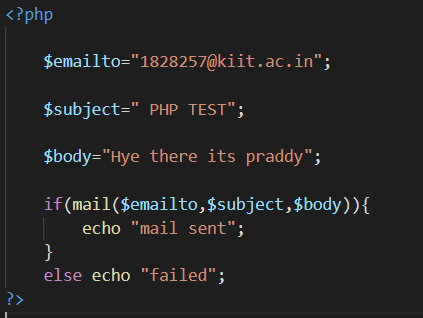 <?php
$emailto="1828257@kiit.ac.in";
$subject=" PHP TEST";
$body="Hye there its praddy";
if(mail($emailto,$subject,$body)){
echo "mail sent";
}
else echo "failed";
?>